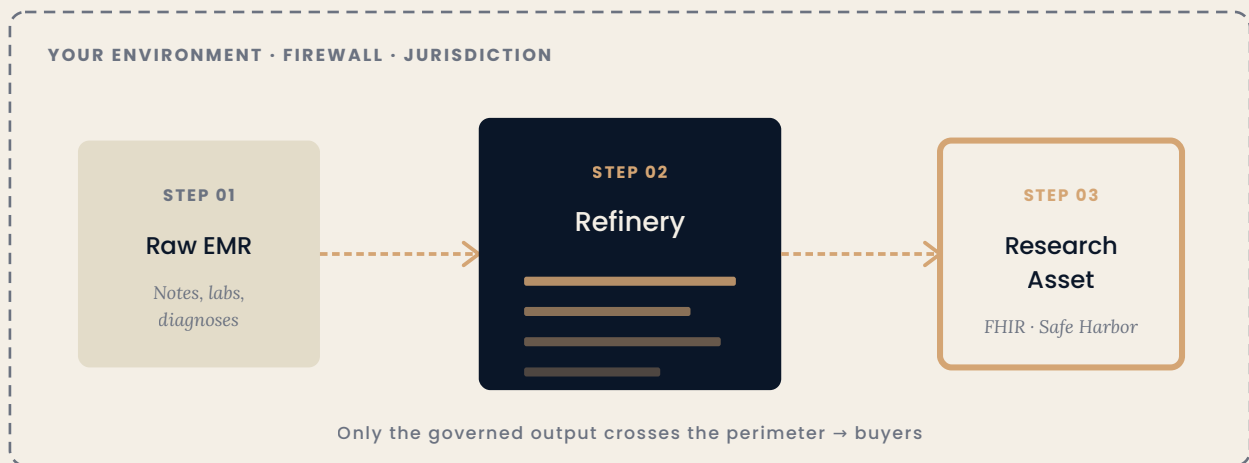 YOUR ENVIRONMENT · FIREWALL · JURISDICTION
STEP 01
Raw EMR
Notes, labs,
diagnoses
STEP 02
Refinery
STEP 03
Research
Asset
FHIR · Safe Harbor
Only the governed output crosses the perimeter → buyers